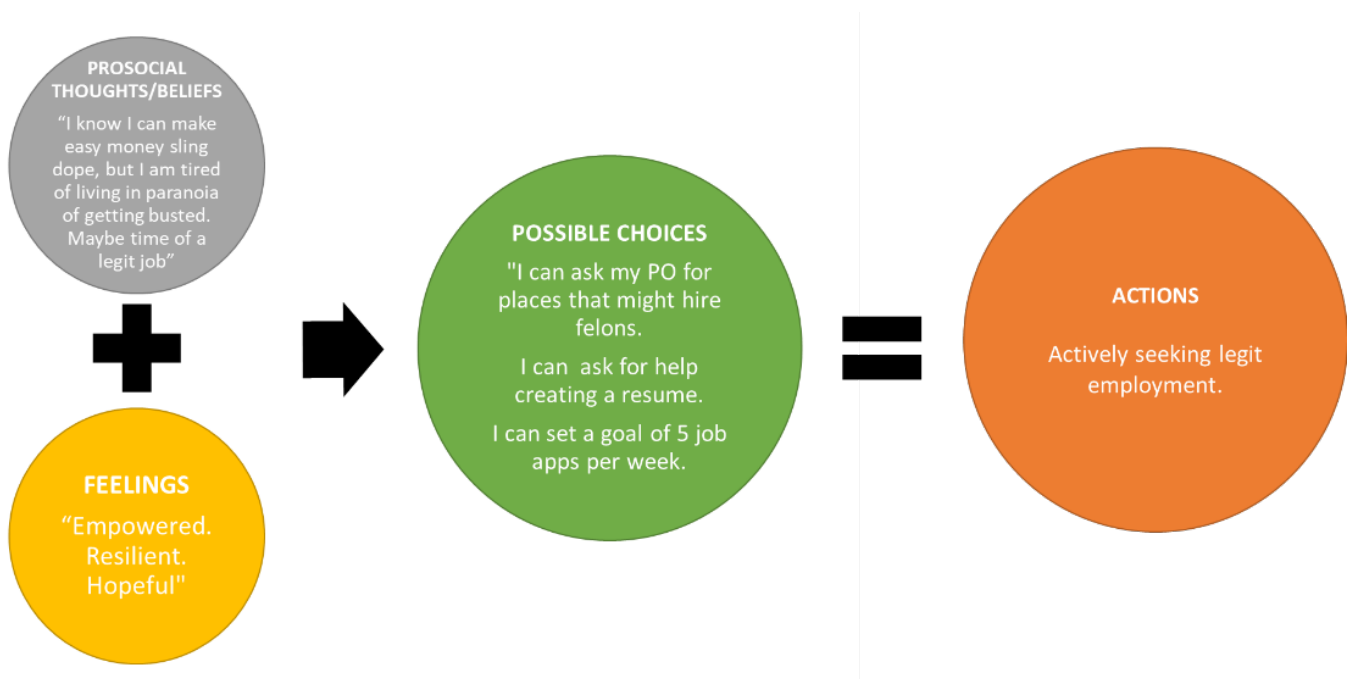 PROSOCIAL
THOUGHTS/BELIEFS
“I know I can make
easy money sling
dope, but I am tired
of living in paranoia
of getting busted.
Maybe time of a
legit job”
FEELINGS
“Empowered.
Resilient.
Hopeful"
POSSIBLE CHOICES
"I can ask my PO for
places that might hire
felons.
I can  ask for help
creating a resume.
I can set a goal of 5 job
apps per week.
ACTIONS
Actively seeking legit
employment.